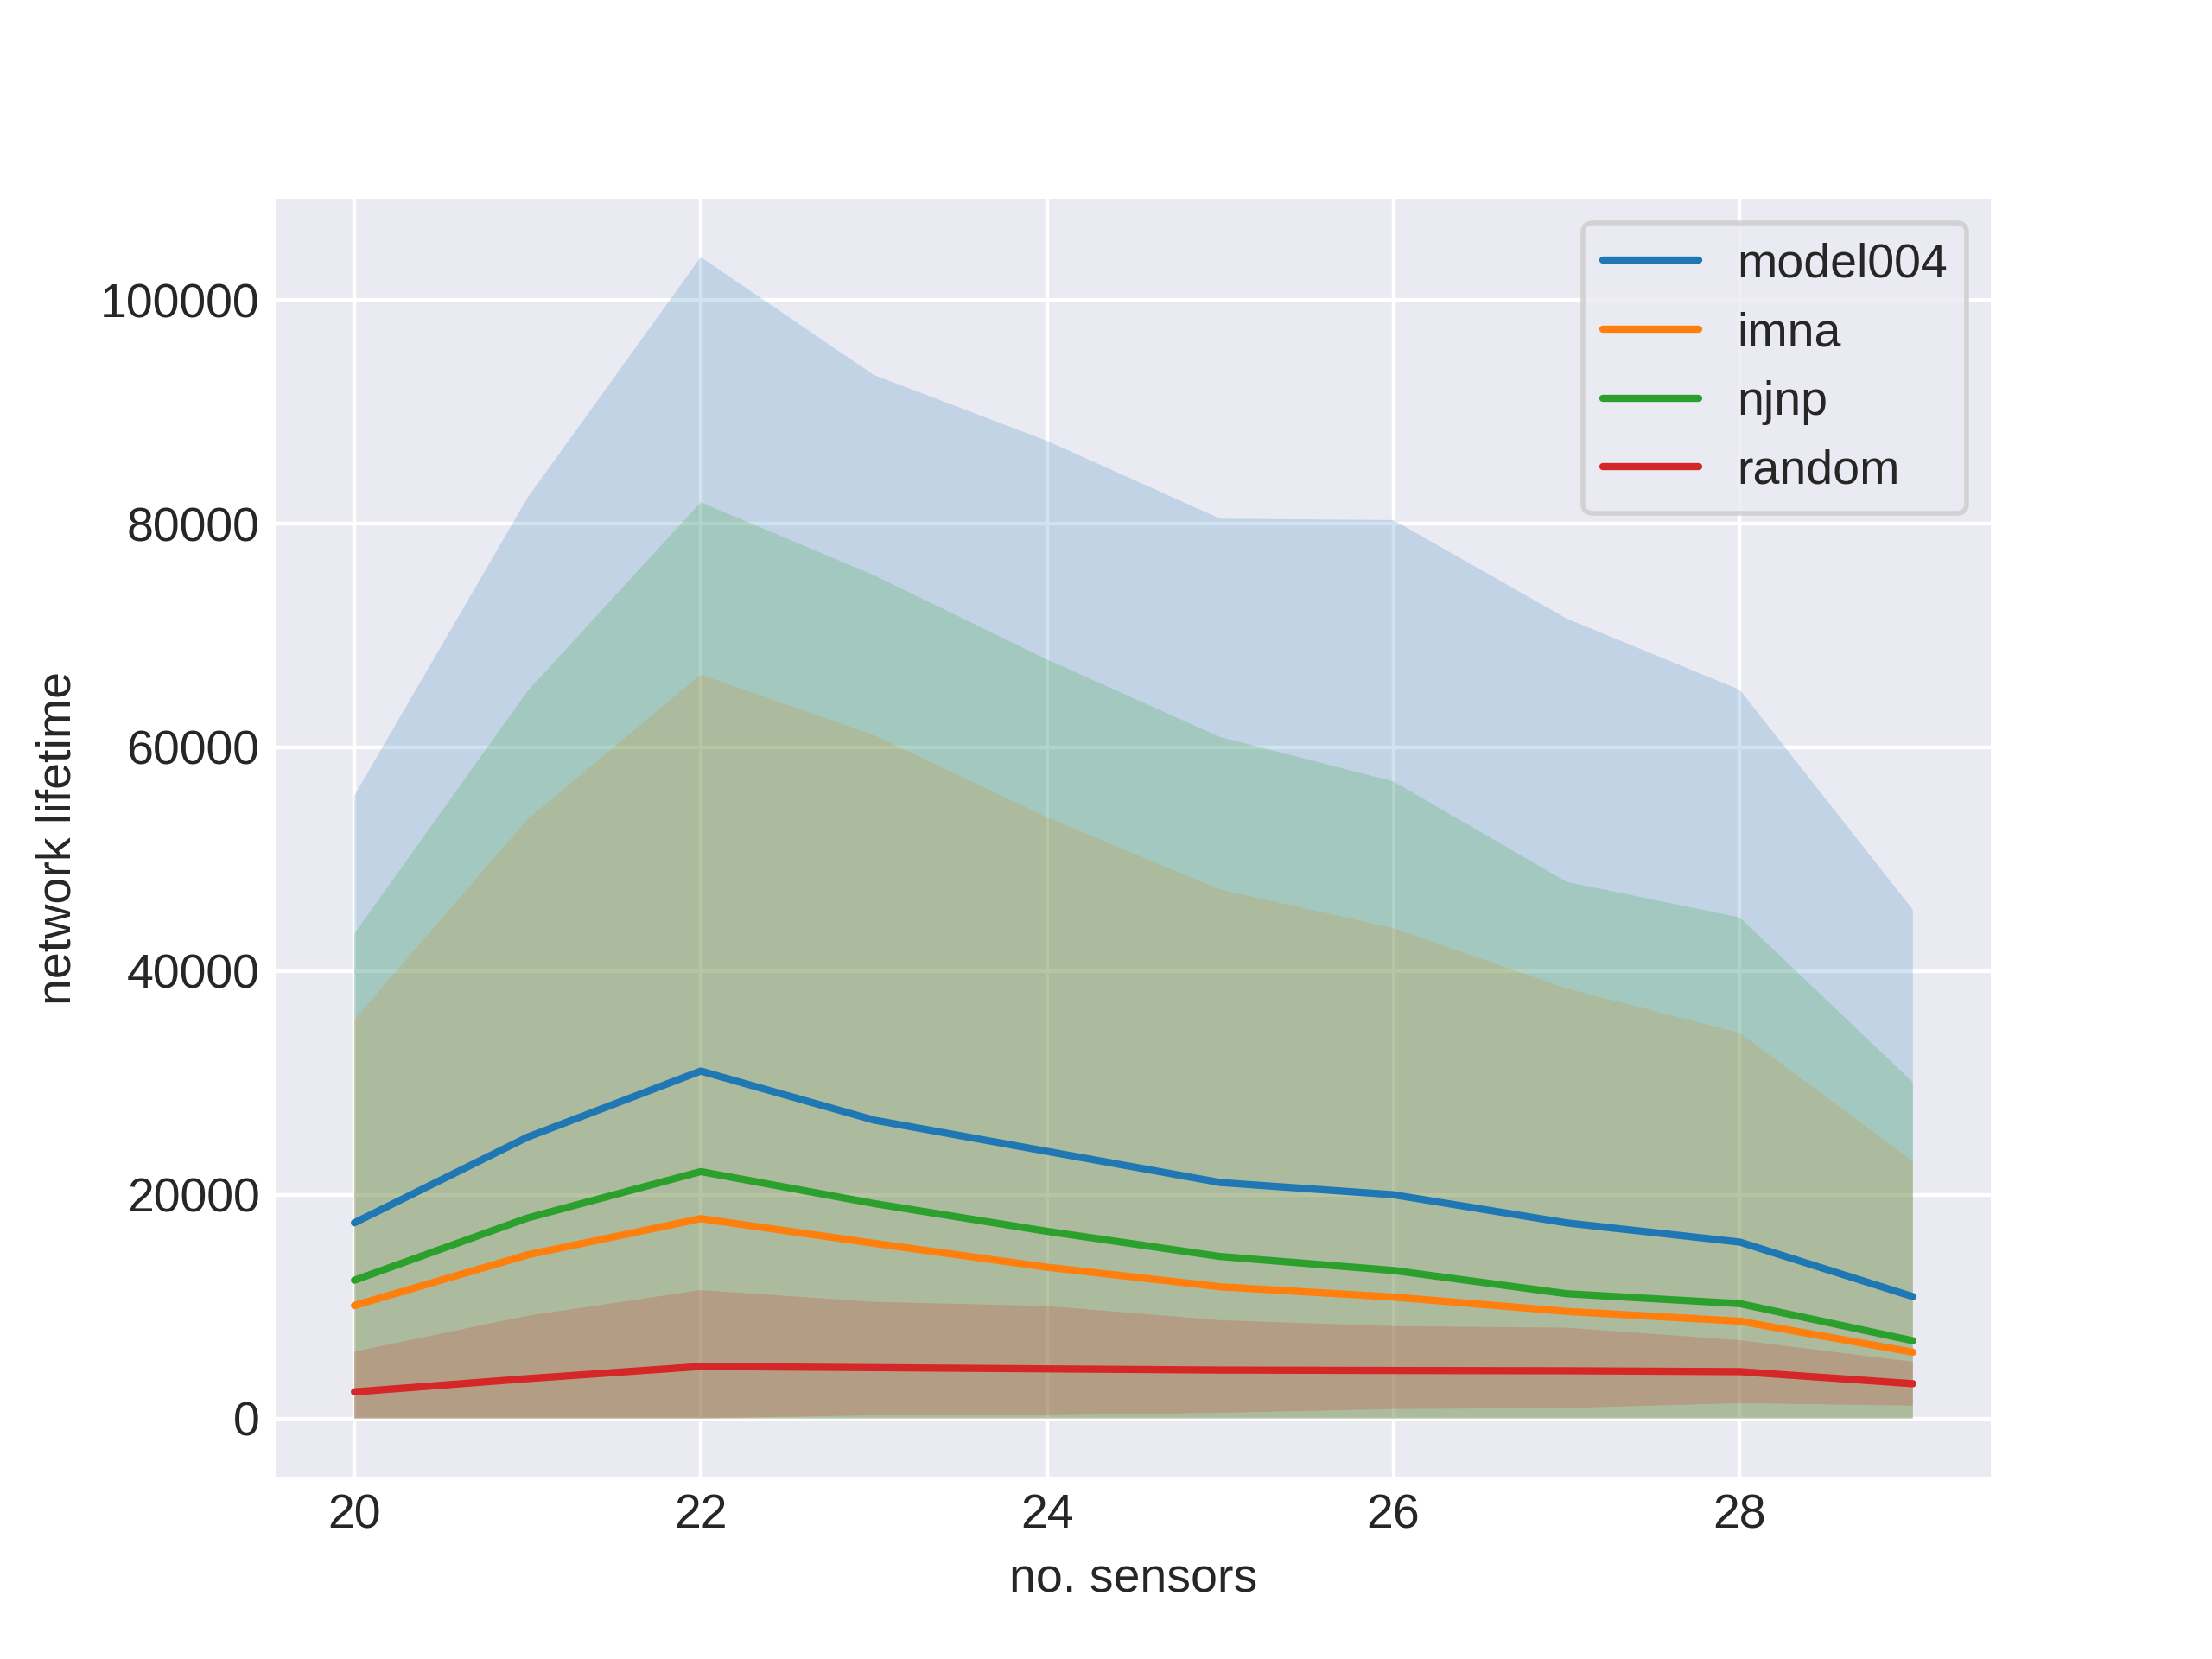 model004
imna
njnp
random
100000
80000
60000
40000
20000
0
network lifetime
20 22 24 26 28
no. sensors